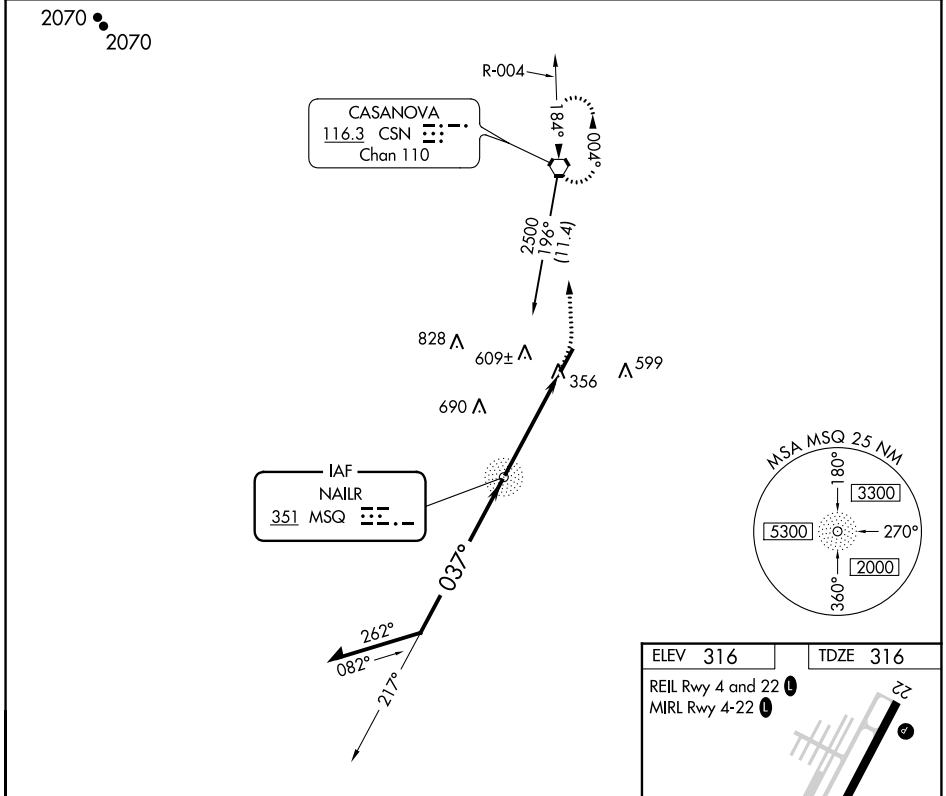 2070
2070
R-004
184°
004°
CASANOVA
116.3 CSN
Chan 110
2500
196°
(11.4)
828
609±
356
599
690
IAF
NAILR
351 MSQ
037°
262°
082°
217°
MSA MSQ 25 NM
180°
3300
5300
270°
2000
360°
ELEV 316
TDZE 316
REIL Rwy 4 and 22 L
MIRL Rwy 4-22 L
22
P